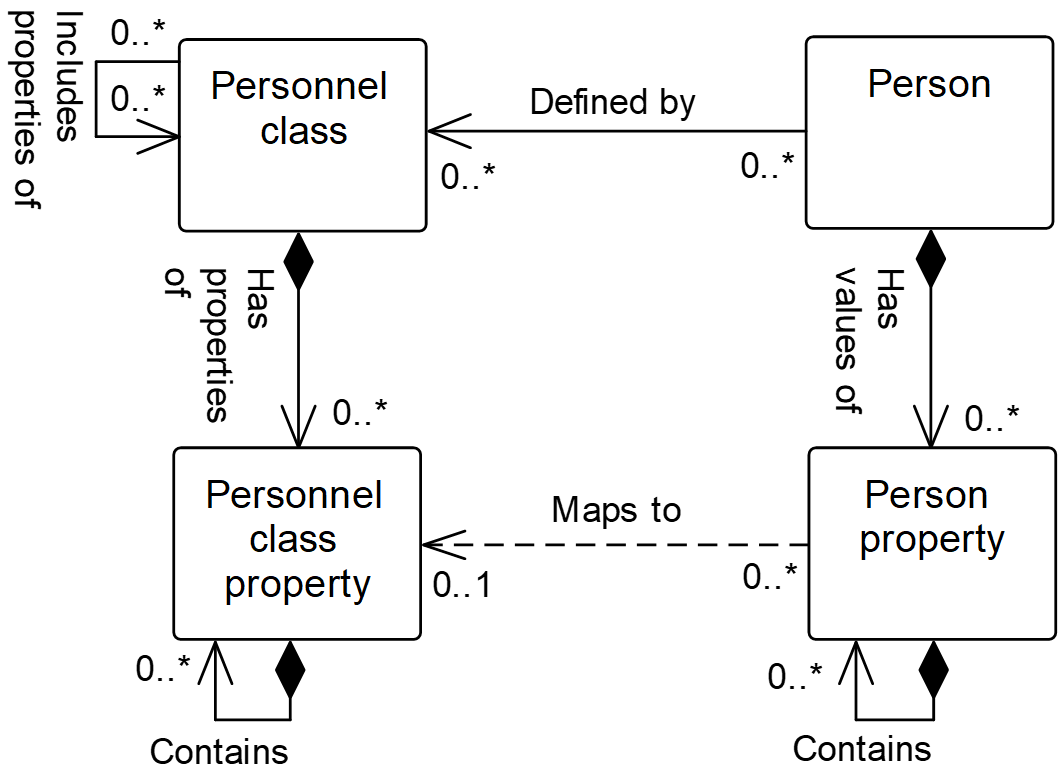 Includes
properties of
0..*
0..*
Personnel
class
Defined by
0..*
0..*
Person
Has
properties
of
0..*
Has
values of
0..*
Personnel
class
property
Maps to
0..1
0..*
Person
property
0..*
Contains
0..*
Contains